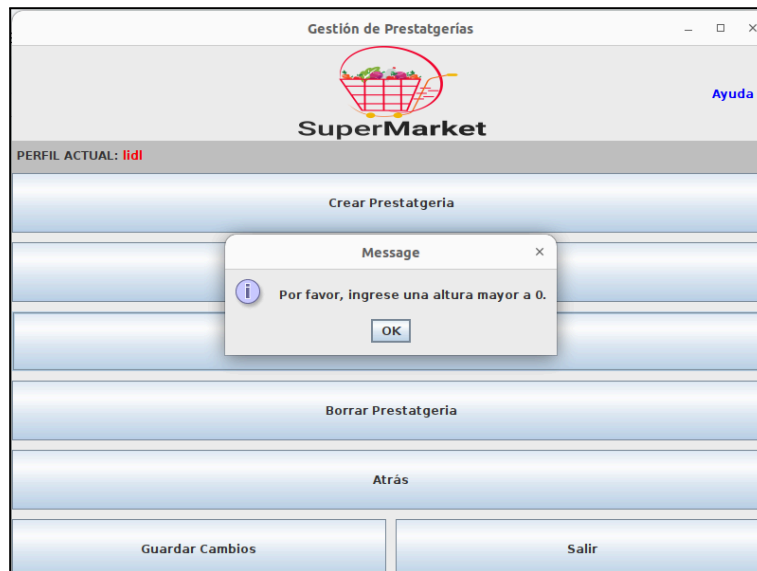 Gestión de Prestatgerías
SuperMarket
Ayuda
PERFIL ACTUAL: lidl
Crear Prestatgeria
Message
Por favor, ingrese una altura mayor a 0.
OK
Borrar Prestatgeria
Atrás
Guardar Cambios
Salir